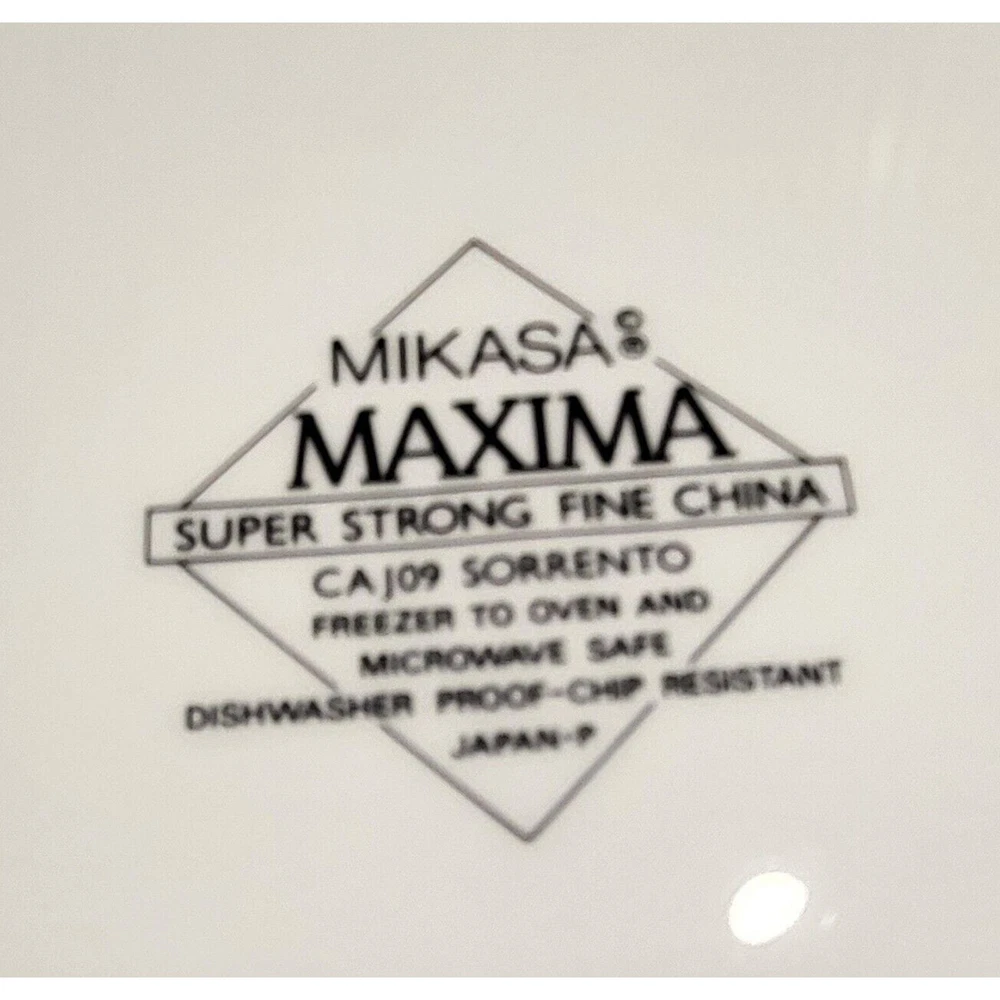 MIKASA©®
MAXIMA
SUPER STRONG FINE CHINA
CAJ09 SORRENTO
FREEZER TO OVEN AND
MICROWAVE SAFE
DISHWASHER PROOF-CHIP RESISTANT
JAPAN-P